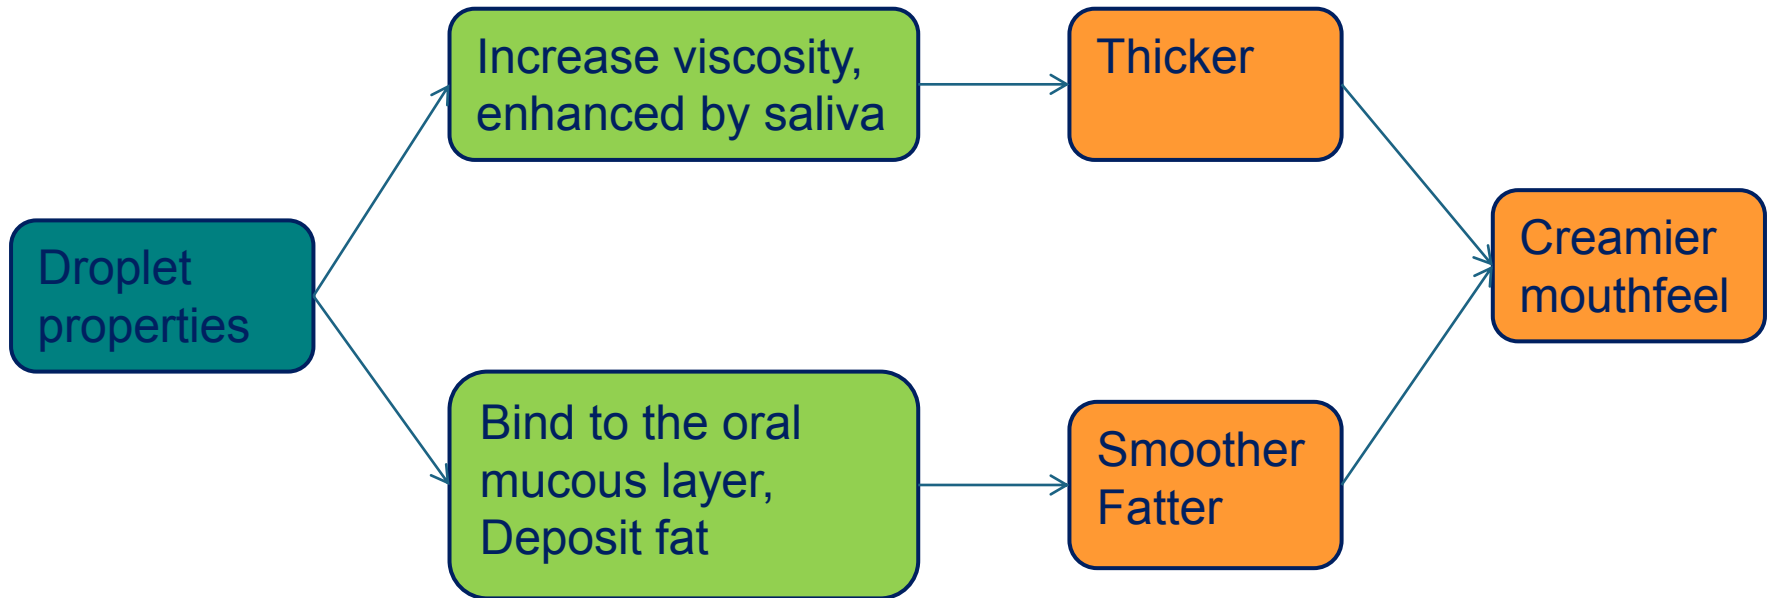 Droplet
properties
Increase viscosity,
enhanced by saliva
Thicker
Bind to the oral
mucous layer,
Deposit fat
Smoother
Fatter
Creamier
mouthfeel